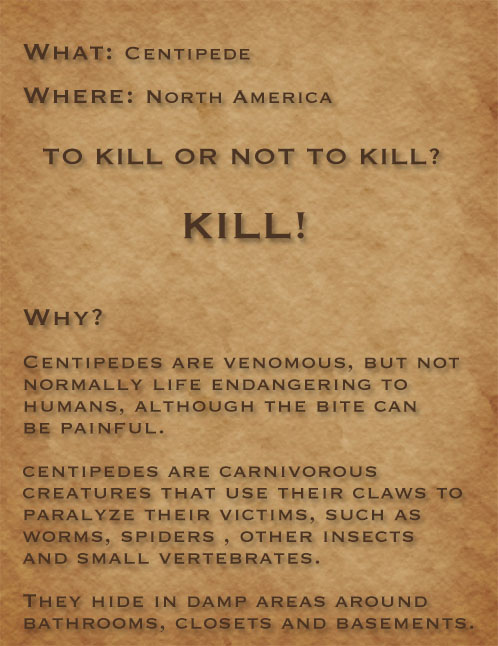 What: Centipede
Where: North America
TO KILL OR NOT TO KILL?
KILL!
Why?
Centipedes are venomous, but not
normally life endangering to
humans, although the bite can
be painful.
centipedes are carnivorous
creatures that use their claws to
paralyze their victims, such as
worms, spiders , other insects
and small vertebrates.
They hide in damp areas around
bathrooms, closets and basements.